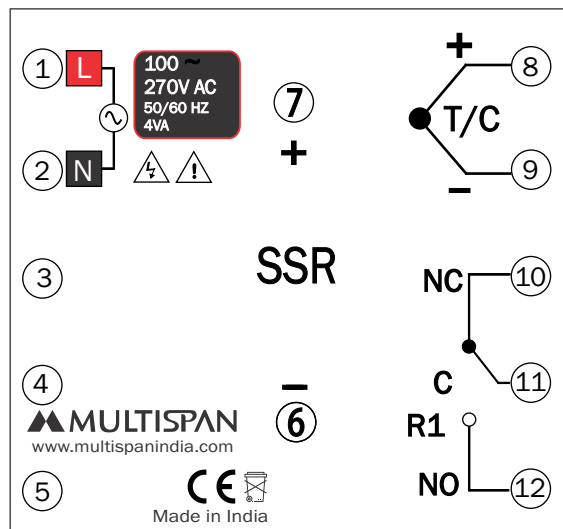 1 L
100 ~
270V AC
50/60 HZ
4VA
7
+
+
8
T/C
2 N
9
−
3
SSR
NC 10
4
−
C 11
MULTISPAN
www.multispanindia.com
6
R1
5
CE
Made in India
NO 12